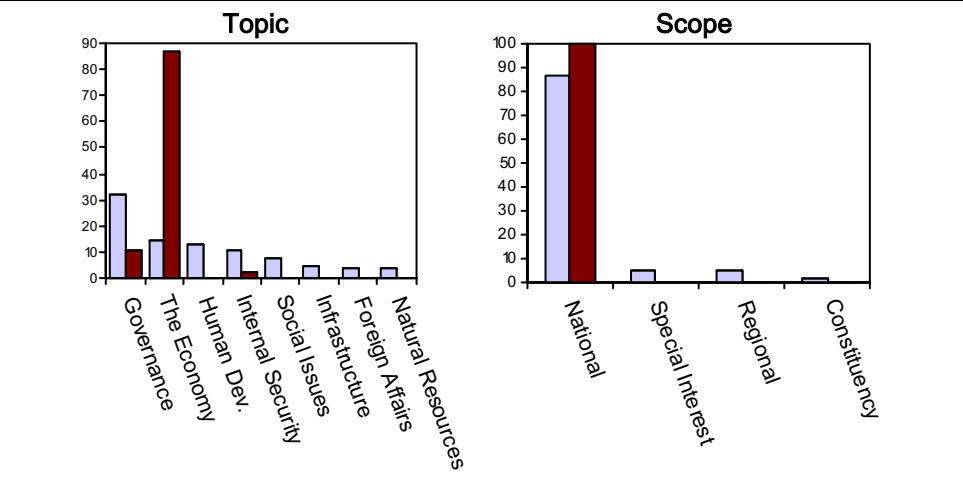 Topic
90
80
70
60
50
40
30
20
10
0
Governance
The Economy
Human Dev.
Internal Security
Social Issues
Infrastructure
Foreign Affairs
Natural Resources
Scope
100
90
80
70
60
50
40
30
20
10
0
National
Special Interest
Regional
Constituency